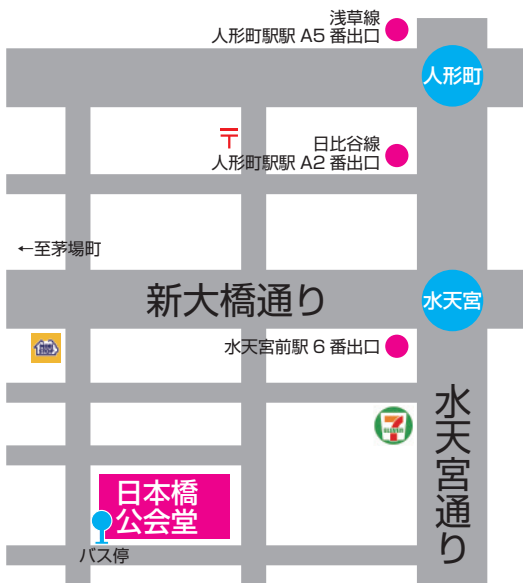 浅草線
人形町駅駅 A5 番出口
人形町
〒
日比谷線
人形町駅駅 A2 番出口
←至茅場町
新大橋通り
水天宮
水天宮前駅 6 番出口
7
水天宮通り
日本橋
公会堂
バス停